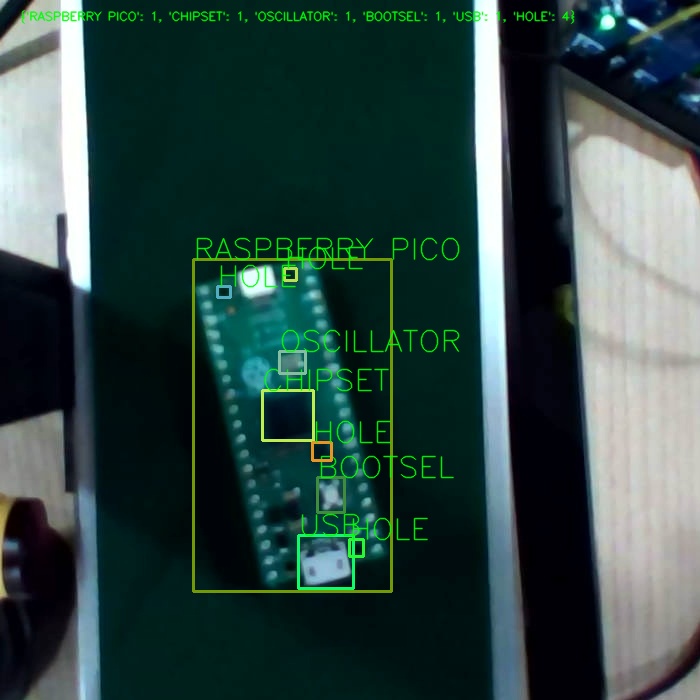 {'RASPBERRY PICO': 1, 'CHIPSET': 1, 'OSCILLATOR': 1, 'BOOTSEL': 1, 'USB': 1, 'HOLE': 4}
RASPBERRY PICO
HOLE
HOLE
OSCILLATOR
CHIPSET
HOLE
BOOTSEL
USB
HOLE